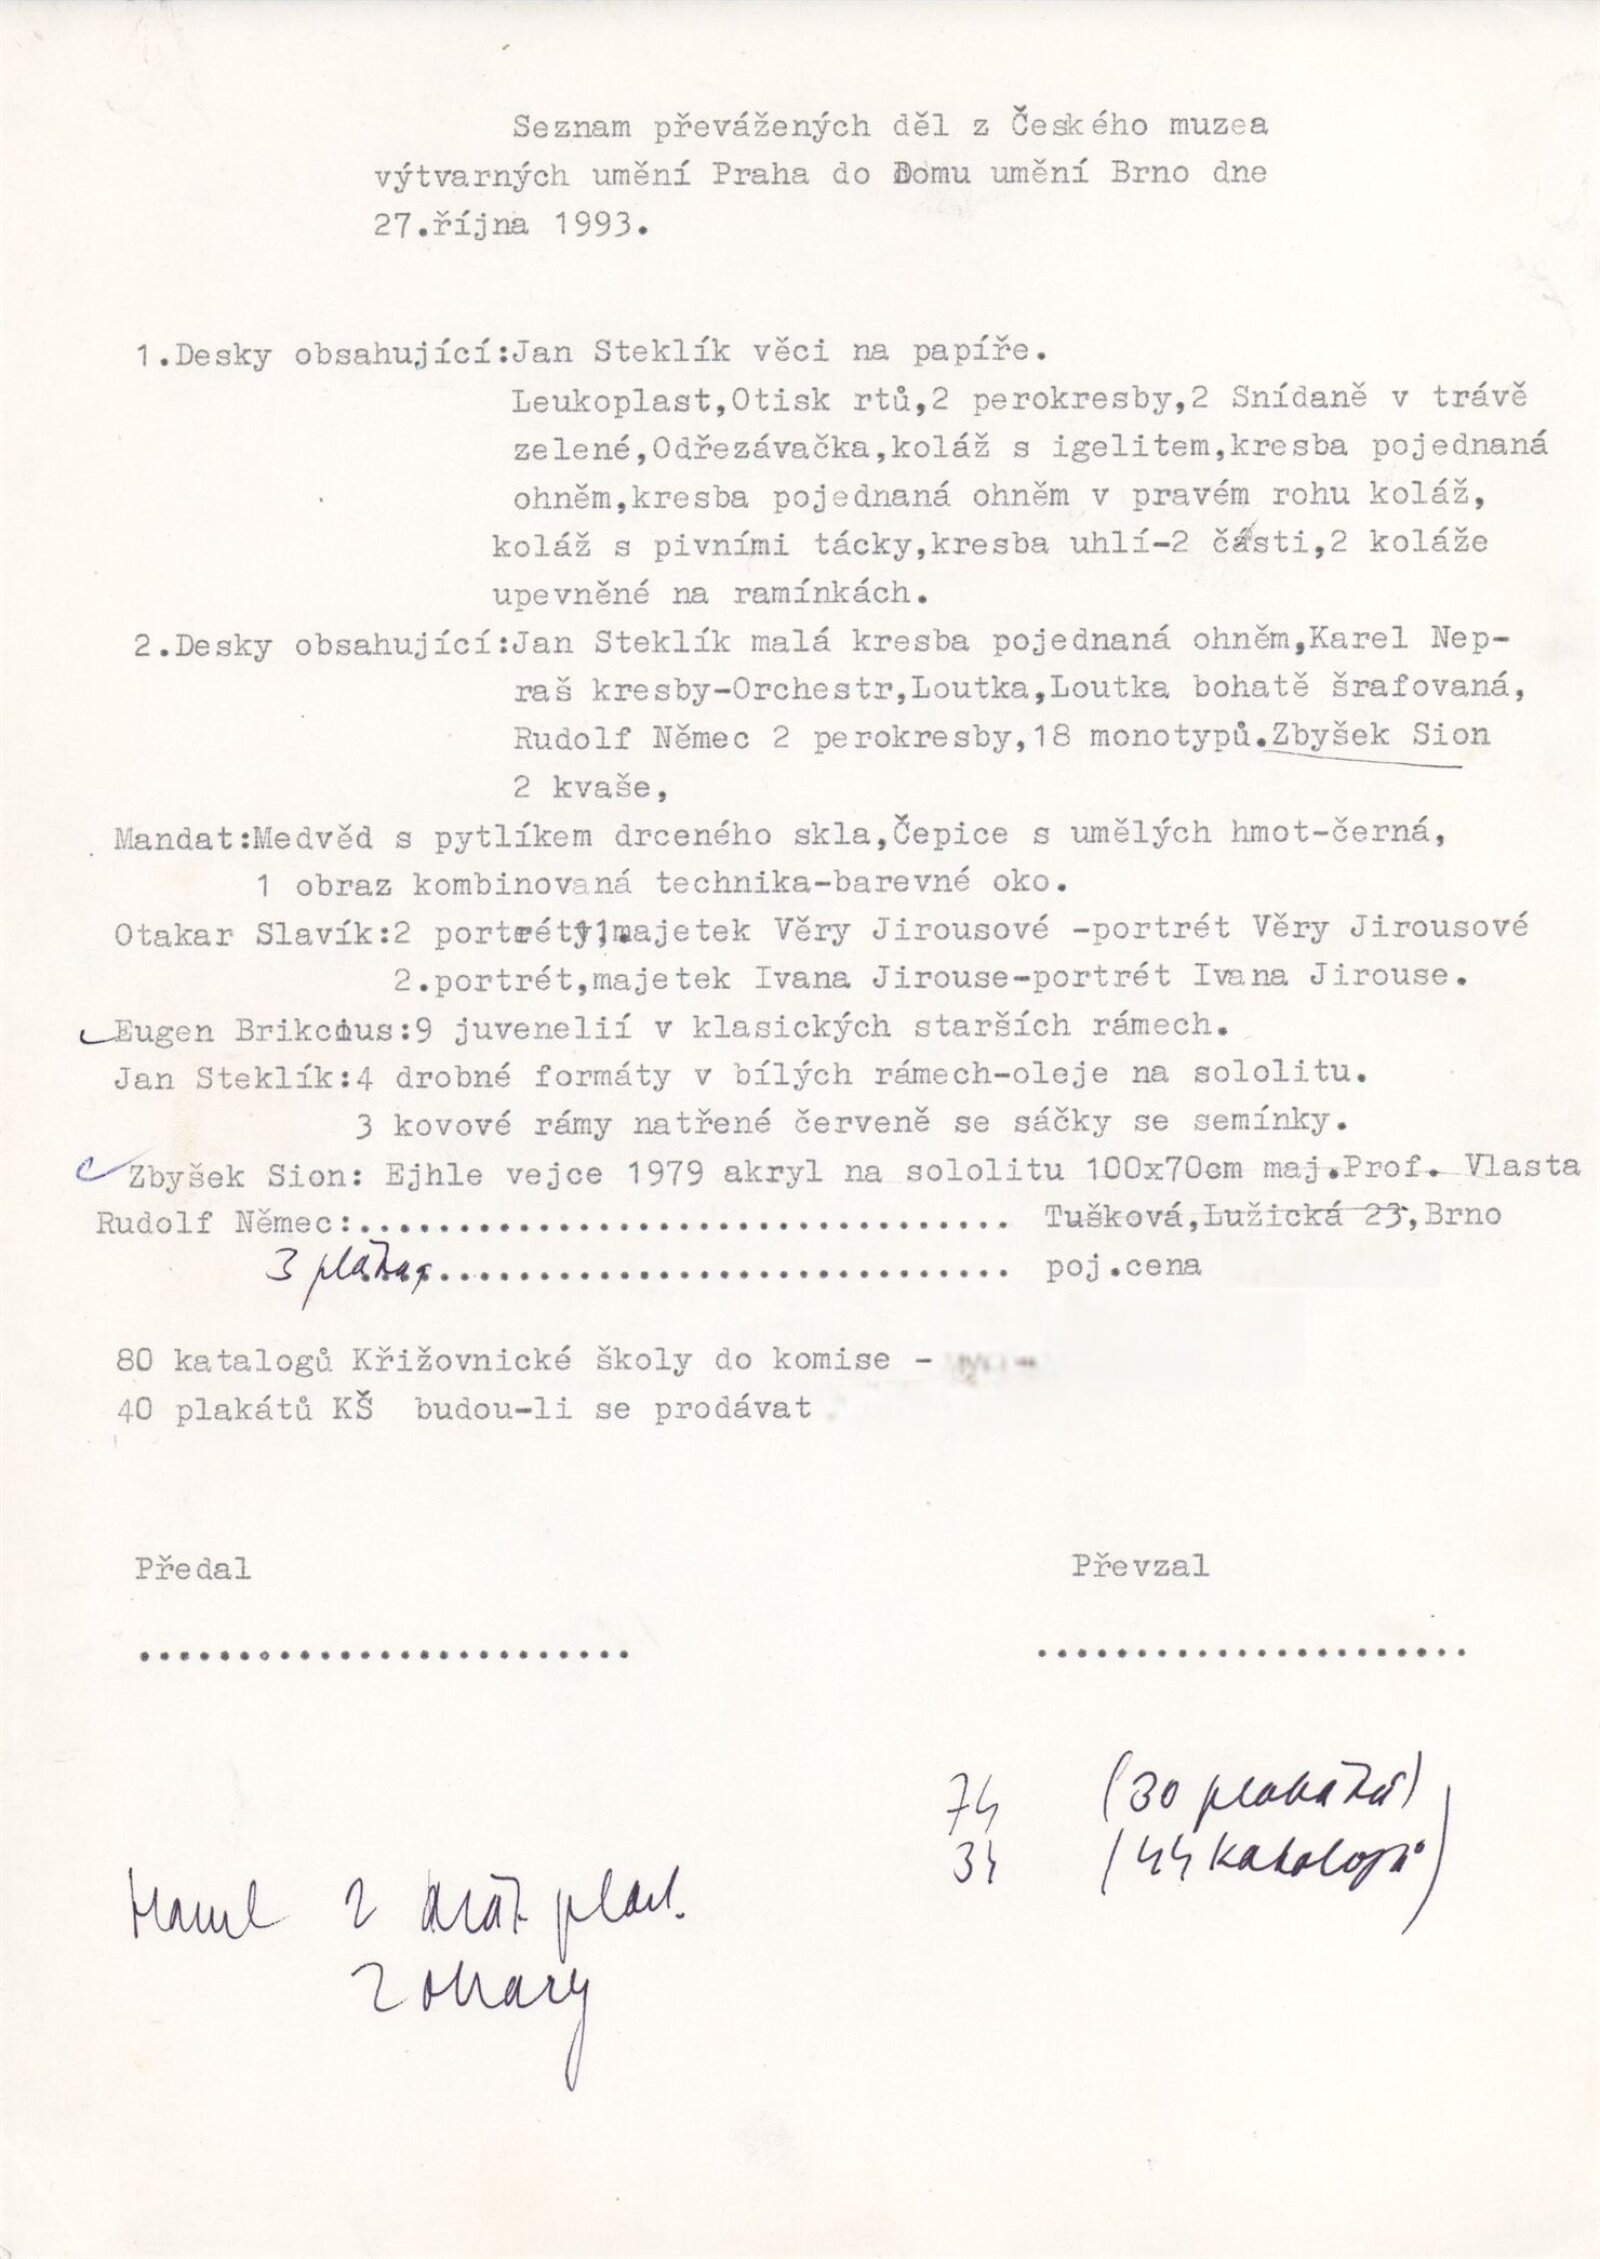 Seznam převážených děl z Českého muzea
výtvarných umění Praha do Domu umění Brno dne
27.října 1993.
1.Desky obsahující:Jan Steklík věci na papíře.
Leukoplast,Otisk rtů,2 perokresby,2 Snídaně v trávě
zelené,Odřezávačka,koláž s igelitem,kresba pojednaná
ohněm,kresba pojednaná ohněm v pravém rohu koláž,
koláž s pivními tácky,kresba uhlí-2 části,2 koláže
upevněné na ramínkách.
2.Desky obsahující:Jan Steklík malá kresba pojednaná ohněm,Karel Nep-
raš kresby-Orchestr,Loutka,Loutka bohatě šrafovaná,
Rudolf Němec 2 perokresby,18 monotypů.Zbyšek Sion
2 kvaše,
Mandat:Medvěd s pytlíkem drceného skla,Čepice s umělých hmot-černá,
1 obraz kombinovaná technika-barevné oko.
Otakar Slavík:2 portréty1.majetek Věry Jirousové -portrét Věry Jirousové
2.portrét,majetek Ivana Jirouse-portrét Ivana Jirouse.
Eugen Brikcius:9 juvenelií v klasických starších rámech.
Jan Steklík:4 drobné formáty v bílých rámech-oleje na sololitu.
3 kovové rámy natřené červeně se sáčky se semínky.
Zbyšek Sion: Ejhle vejce 1979 akryl na sololitu 100x70cm maj.Prof. Vlasta
Rudolf Němec:................................. Tušková,Lužická 23,Brno
3 ............................. poj.cena
80 katalogů Křižovnické školy do komise -
40 plakátů KŠ budou-li se prodávat
Předal Převzal
......................... ......................
74 (30 plakátů)
34 (44 katalogů)
2 plast.
2 obrazy